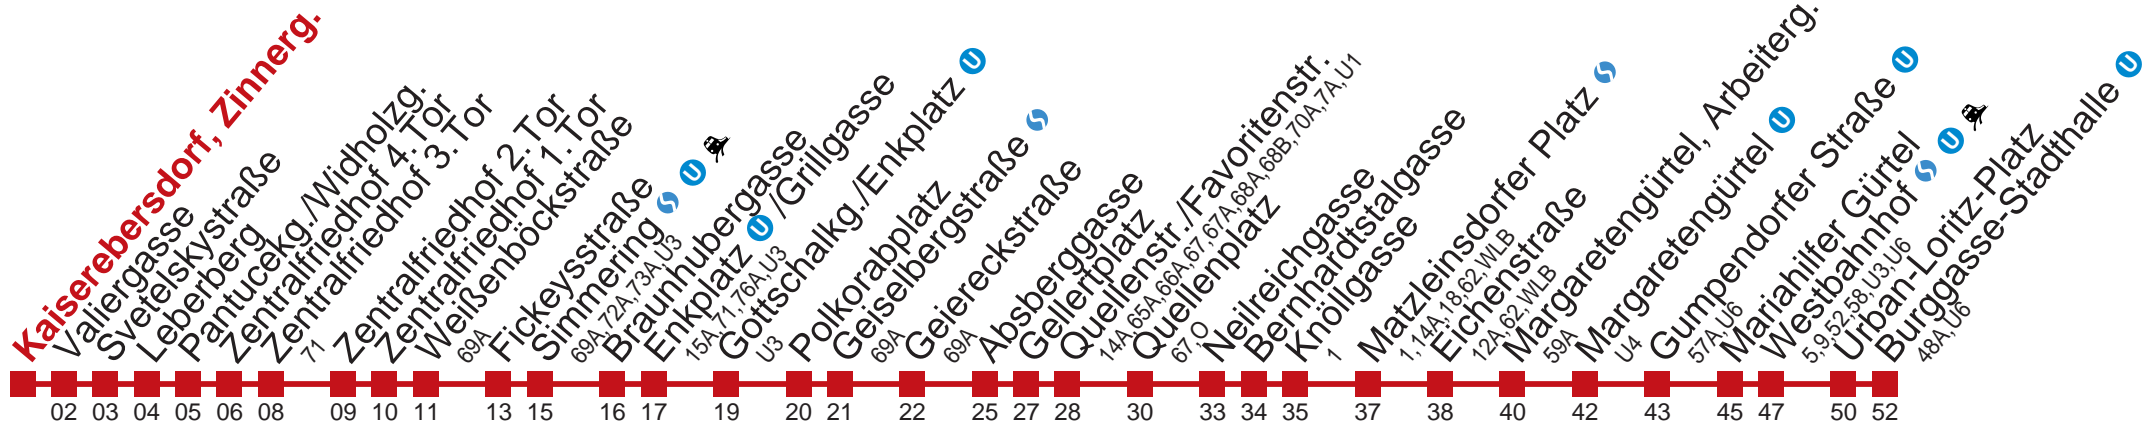 Kaiserebersdorf, Zinnerg.
Valiergasse
Svetelskystraße
Leberberg
Pantucekg./Widholzg.
Zentralfriedhof 4. Tor
Zentralfriedhof 3. Tor
71
Zentralfriedhof 2. Tor
Zentralfriedhof 1. Tor
Weißenböckstraße
69A
Fickeysstraße
Simmering
69A,72A,73A,U3
Braunhubergasse
Enkplatz U /Grillgasse
15A,71,76A,U3
Gottschalkg./Enkplatz U
U3
Polkorabplatz
Geiselbergstraße
69A
Geiereckstraße
69A
Absberggasse
Gellertplatz
Quellenstr./Favoritenstr.
14A,65A,66A,67,67A,68A,68B,70A,7A,U1
Quellenplatz
67,O
Neilreichgasse
Bernhardtstalgasse
Knöllgasse
1
Matzleinsdorfer Platz
1,14A,18,62,WLB
Eichenstraße
12A,62,WLB
Margaretengürtel, Arbeiterg.
59A
Margaretengürtel U
U4
Gumpendorfer Straße U
57A,U6
Mariahilfer Gürtel
Westbahnhof U
5,9,52,58,U3,U6
Urban-Loritz-Platz
Burggasse-Stadthalle U
48A,U6
02 03 04 05 06 08 09 10 11 13 15 16 17 19 20 21 22 25 27 28 30 33 34 35 37 38 40 42 43 45 47 50 52